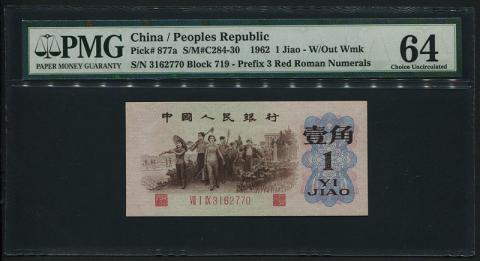 PMG
PAPER MONEY GUARANTY
China / Peoples Republic
Pick# 877a S/M#C284-30 1962 1 Jiao - W/Out Wmk
S/N 3162770 Block 719 - Prefix 3 Red Roman Numerals
64
Choice Uncirculated
中國人民銀行
壹角
1
YI
JIAO
VII I IX 3162770